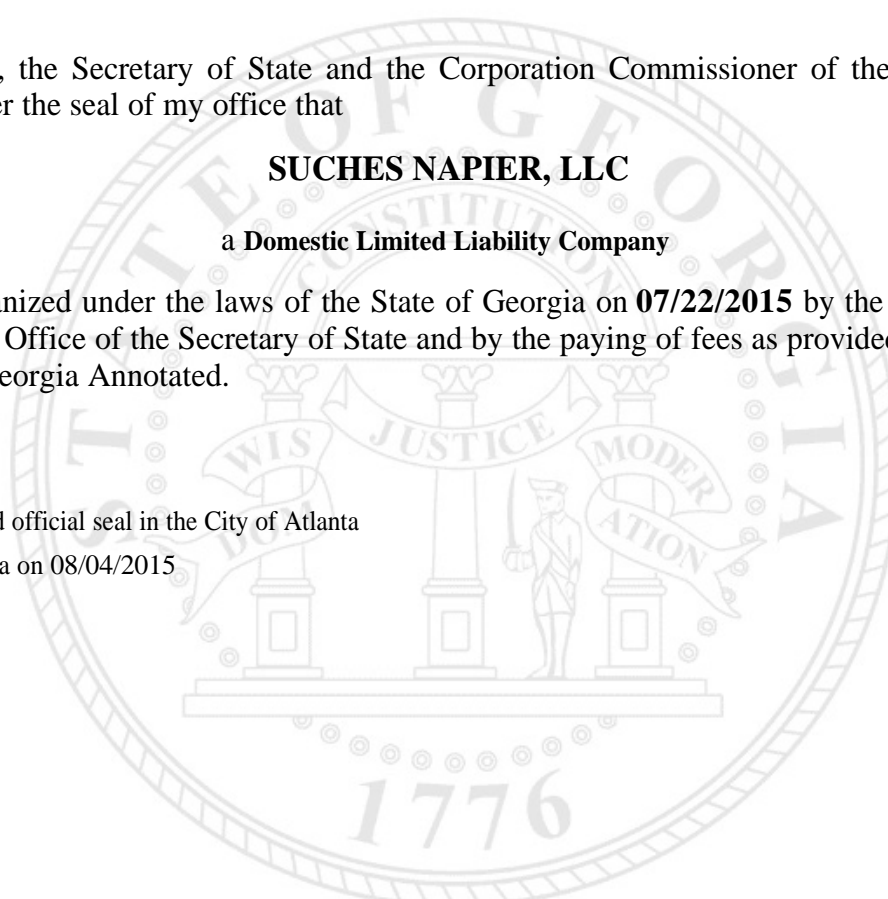 , the Secretary of State and the Corporation Commissioner of the
er the seal of my office that
SUCHES NAPIER, LLC
a Domestic Limited Liability Company
anized under the laws of the State of Georgia on 07/22/2015 by the
Office of the Secretary of State and by the paying of fees as provided
eorgia Annotated.
d official seal in the City of Atlanta
a on 08/04/2015
STATE OF GEORGIA
CONSTITUTION
WISDOM
JUSTICE
MODERATION
1776